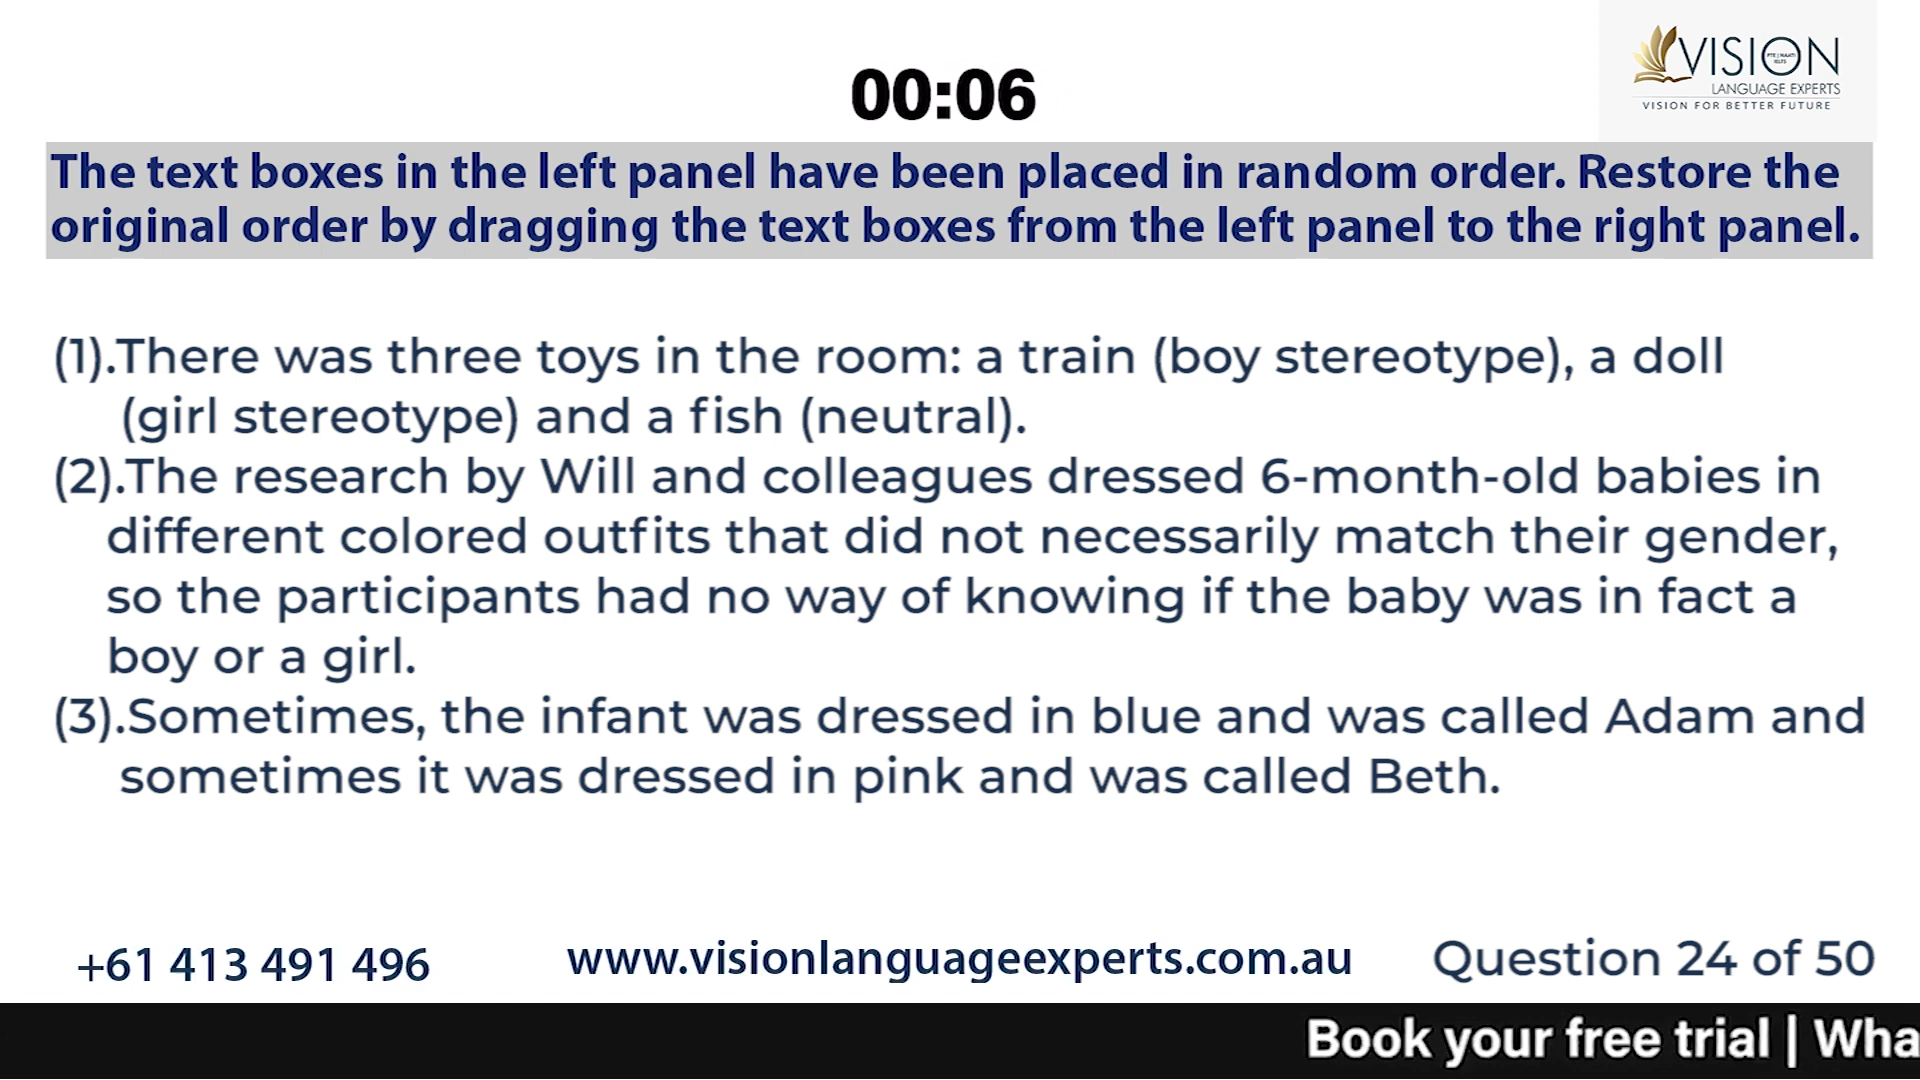 VISION
PTE | NAATI
IELTS
LANGUAGE EXPERTS
VISION FOR BETTER FUTURE
00:06
The text boxes in the left panel have been placed in random order. Restore the
original order by dragging the text boxes from the left panel to the right panel.
(1).There was three toys in the room: a train (boy stereotype), a doll
(girl stereotype) and a fish (neutral).
(2).The research by Will and colleagues dressed 6-month-old babies in
different colored outfits that did not necessarily match their gender,
so the participants had no way of knowing if the baby was in fact a
boy or a girl.
(3).Sometimes, the infant was dressed in blue and was called Adam and
sometimes it was dressed in pink and was called Beth.
+61 413 491 496 www.visionlanguageexperts.com.au Question 24 of 50
Book your free trial | Wha